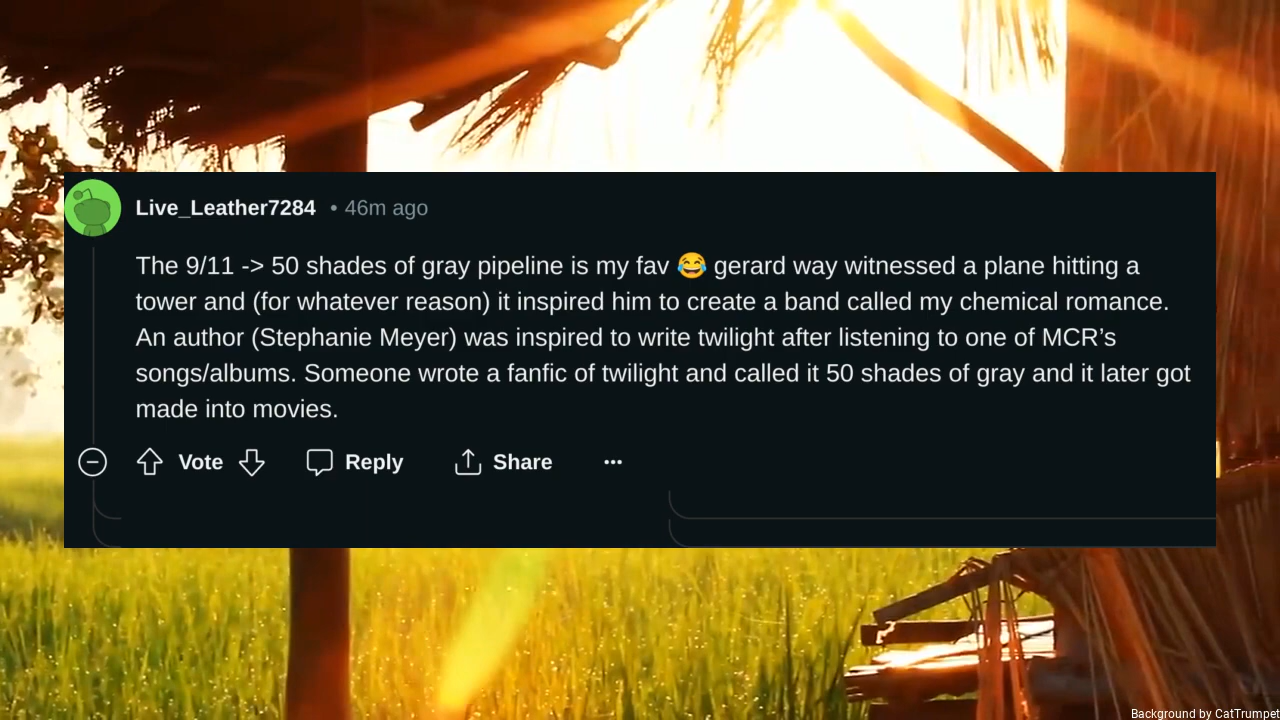 Live_Leather7284 • 46m ago
The 9/11 -> 50 shades of gray pipeline is my fav 😂 gerard way witnessed a plane hitting a
tower and (for whatever reason) it inspired him to create a band called my chemical romance.
An author (Stephanie Meyer) was inspired to write twilight after listening to one of MCR’s
songs/albums. Someone wrote a fanfic of twilight and called it 50 shades of gray and it later got
made into movies.
Vote Reply Share ···
Background by CatTrumpet